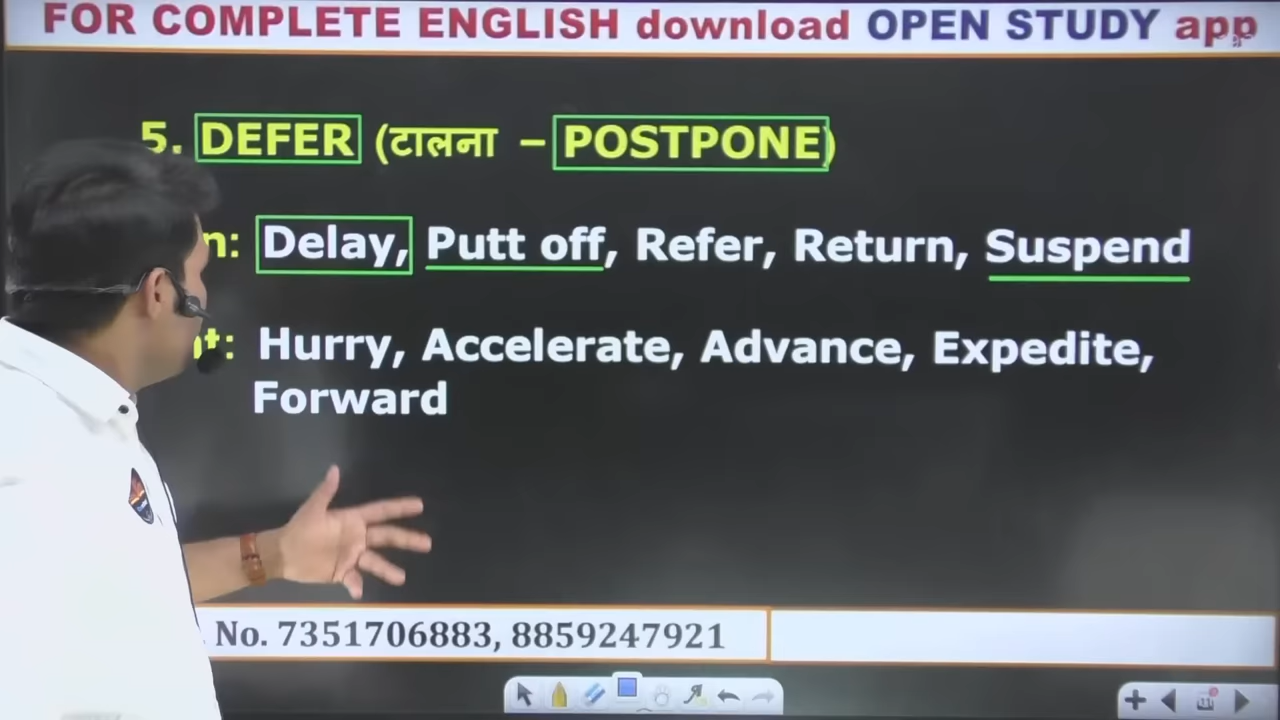 FOR COMPLETE ENGLISH download OPEN STUDY app
5. DEFER (टालना – POSTPONE)
n: Delay, Putt off, Refer, Return, Suspend
t: Hurry, Accelerate, Advance, Expedite,
Forward
. No. 7351706883, 8859247921